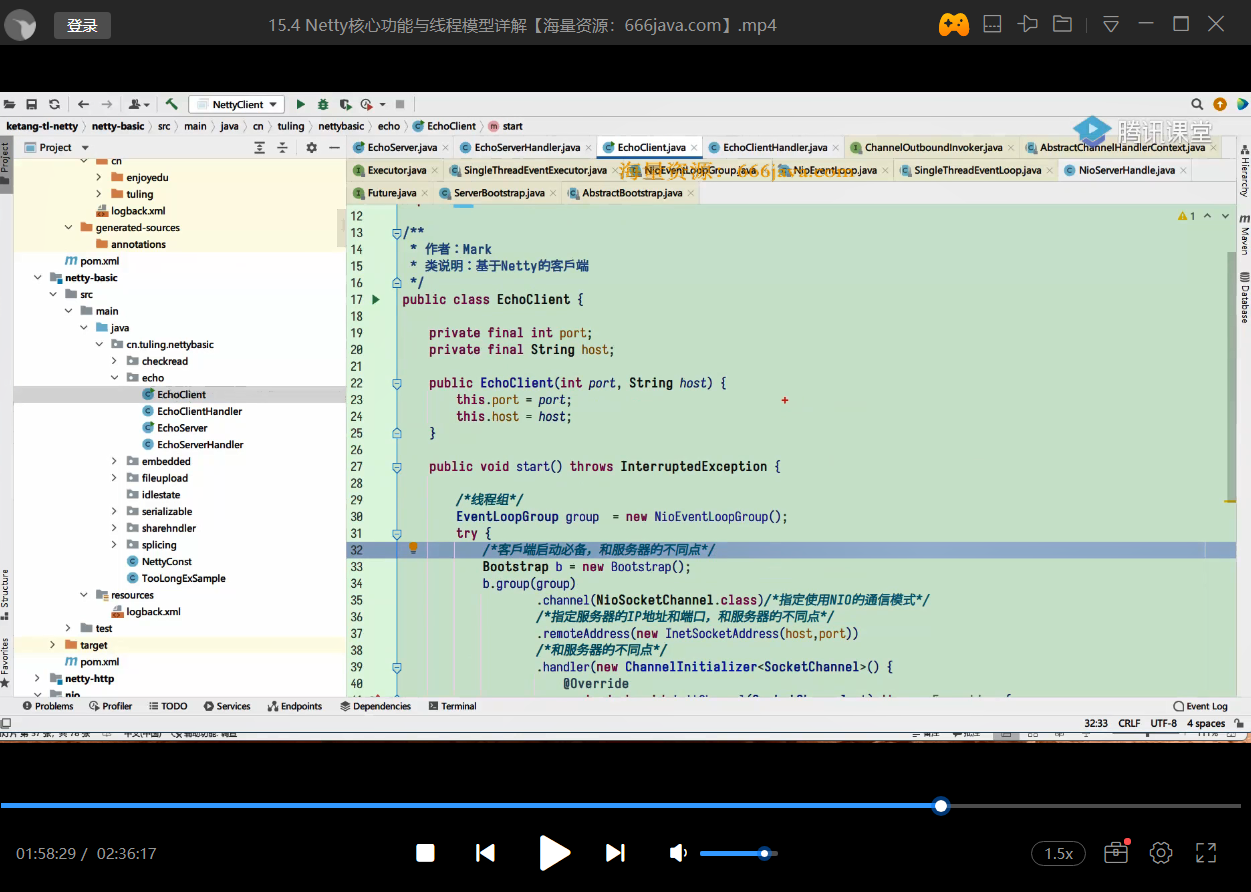 登录
15.4 Netty核心功能与线程模型详解【海量资源：666java.com】.mp4
NettyClient
ketang-tl-netty netty-basic src main java cn tuling nettybasic echo EchoClient start
腾讯课堂
Project
EchoServer.java EchoServerHandler.java EchoClient.java EchoClientHandler.java ChannelOutboundInvoker.java AbstractChannelHandlerContext.java
Executor.java SingleThreadEventExecutor.java NioEventLoopGroup.java NioEventLoop.java SingleThreadEventLoop.java NioServerHandle.java
海量资源：666java.com
Future.java ServerBootstrap.java AbstractBootstrap.java
Project
Structure
Favorites
Hierarchy
Maven
Database
cn
enjoyedu
tuling
logback.xml
generated-sources
annotations
pom.xml
netty-basic
src
main
java
cn.tuling.nettybasic
checkread
echo
EchoClient
EchoClientHandler
EchoServer
EchoServerHandler
embedded
fileupload
idlestate
serializable
sharehndler
splicing
NettyConst
TooLongExSample
resources
logback.xml
test
target
pom.xml
netty-http
nio
1
12
13 /**
14 * 作者：Mark
15 * 类说明：基于Netty的客户端
16 */
17 public class EchoClient {
18
19 private final int port;
20 private final String host;
21
22 public EchoClient(int port, String host) {
23 this.port = port;
24 this.host = host;
25 }
26
27 public void start() throws InterruptedException {
28
29 /*线程组*/
30 EventLoopGroup group  = new NioEventLoopGroup();
31 try {
32 /*客户端启动必备，和服务器的不同点*/
33 Bootstrap b = new Bootstrap();
34 b.group(group)
35 .channel(NioSocketChannel.class)/*指定使用NIO的通信模式*/
36 /*指定服务器的IP地址和端口，和服务器的不同点*/
37 .remoteAddress(new InetSocketAddress(host,port))
38 /*和服务器的不同点*/
39 .handler(new ChannelInitializer<SocketChannel>() {
40 @Override
Problems Profiler TODO Services Endpoints Dependencies Terminal Event Log
32:33 CRLF UTF-8 4 spaces
01:58:29 / 02:36:17
1.5x